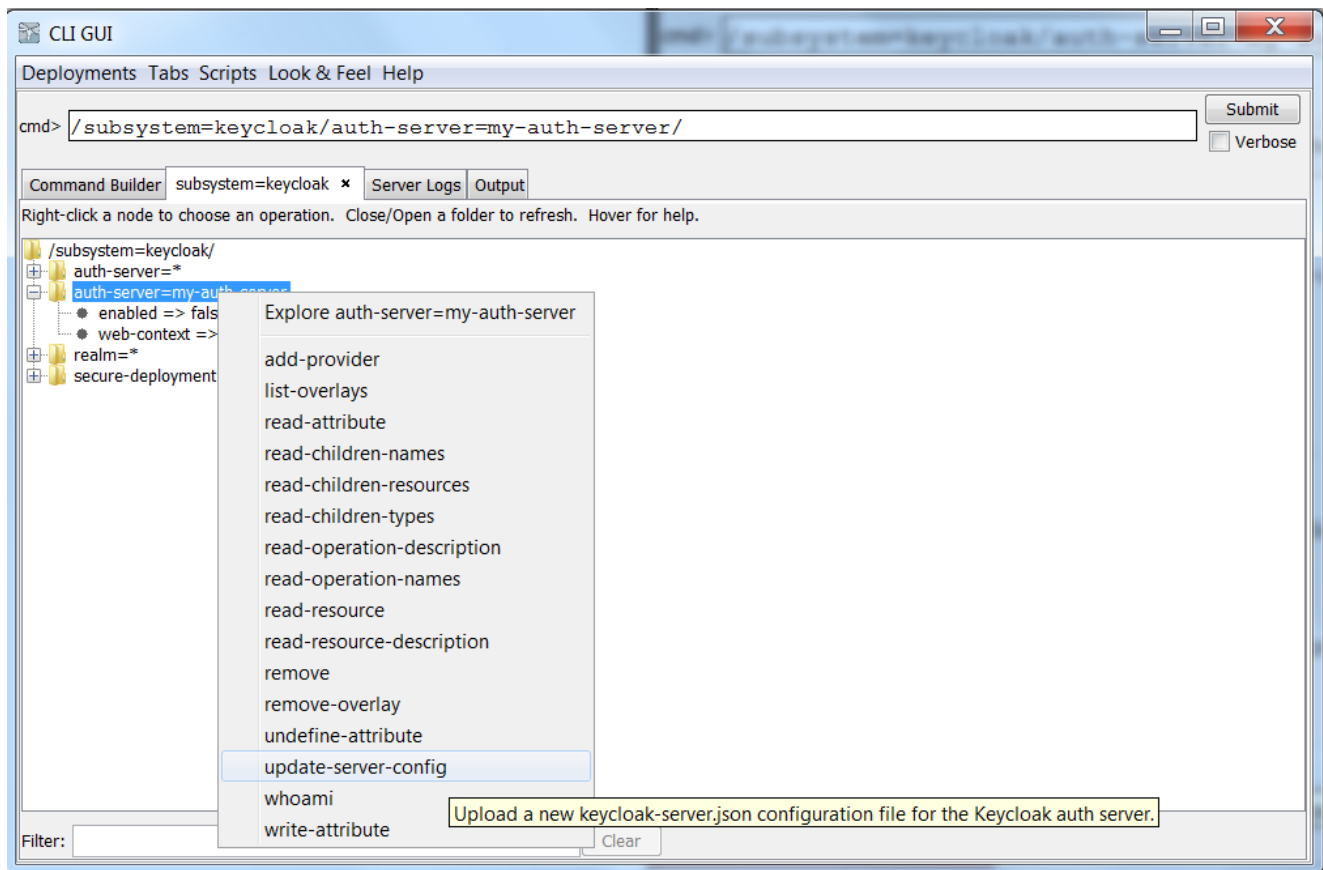 CLI GUI
Deployments Tabs Scripts Look & Feel Help
cmd> /subsystem=keycloak/auth-server=my-auth-server/
Submit
Verbose
Command Builder subsystem=keycloak × Server Logs Output
Right-click a node to choose an operation. Close/Open a folder to refresh. Hover for help.
/subsystem=keycloak/
auth-server=*
auth-server=my-auth-server
enabled => fals
web-context =>
realm=*
secure-deployment
Explore auth-server=my-auth-server
add-provider
list-overlays
read-attribute
read-children-names
read-children-resources
read-children-types
read-operation-description
read-operation-names
read-resource
read-resource-description
remove
remove-overlay
undefine-attribute
update-server-config
whoami
Upload a new keycloak-server.json configuration file for the Keycloak auth server.
write-attribute
Filter:
Clear